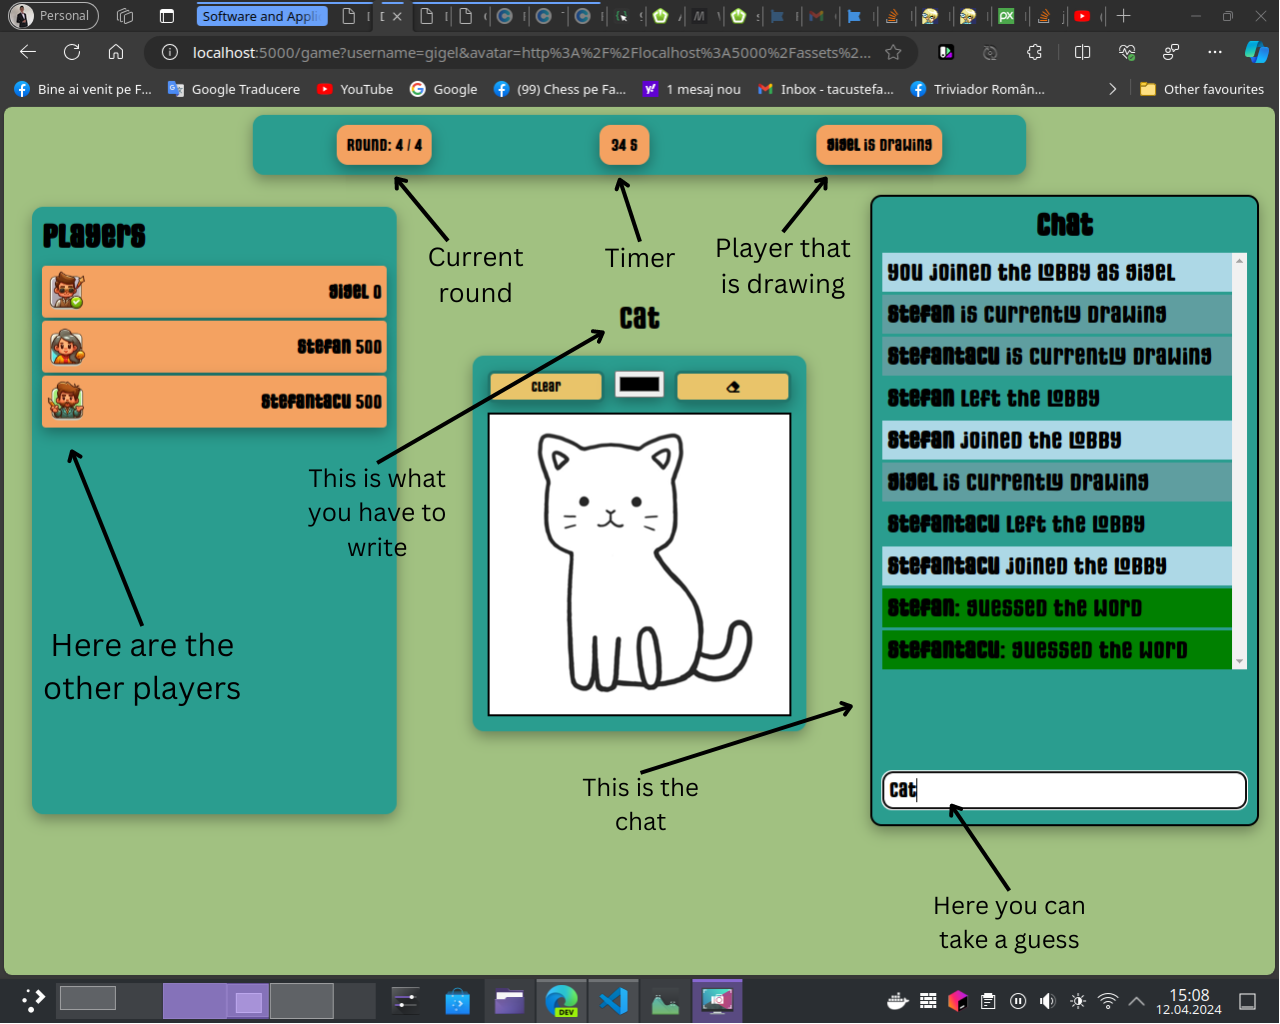 Personal
Software and Appli
localhost:5000/game?username=gigel&avatar=http%3A%2F%2Flocalhost%3A5000%2Fassets%2...
Bine ai venit pe F...
Google Traducere
YouTube
Google
(99) Chess pe Fa...
1 mesaj nou
Inbox - tacustefa...
Triviador Român...
Other favourites
ROUND: 4 / 4
34 s
gigel is drawing
Current
round
Timer
Player that
is drawing
Players
gigel 0
Stefan 500
Stefantacu 500
Here are the
other players
cat
clear
This is what
you have to
write
This is the
chat
Chat
You joined the lobby as gigel
Stefan is currently drawing
Stefantacu is currently drawing
Stefan left the lobby
Stefan joined the lobby
gigel is currently drawing
Stefantacu left the lobby
Stefantacu joined the lobby
Stefan: guessed the word
Stefantacu: guessed the word
cat
Here you can
take a guess
DEV
15:08
12.04.2024